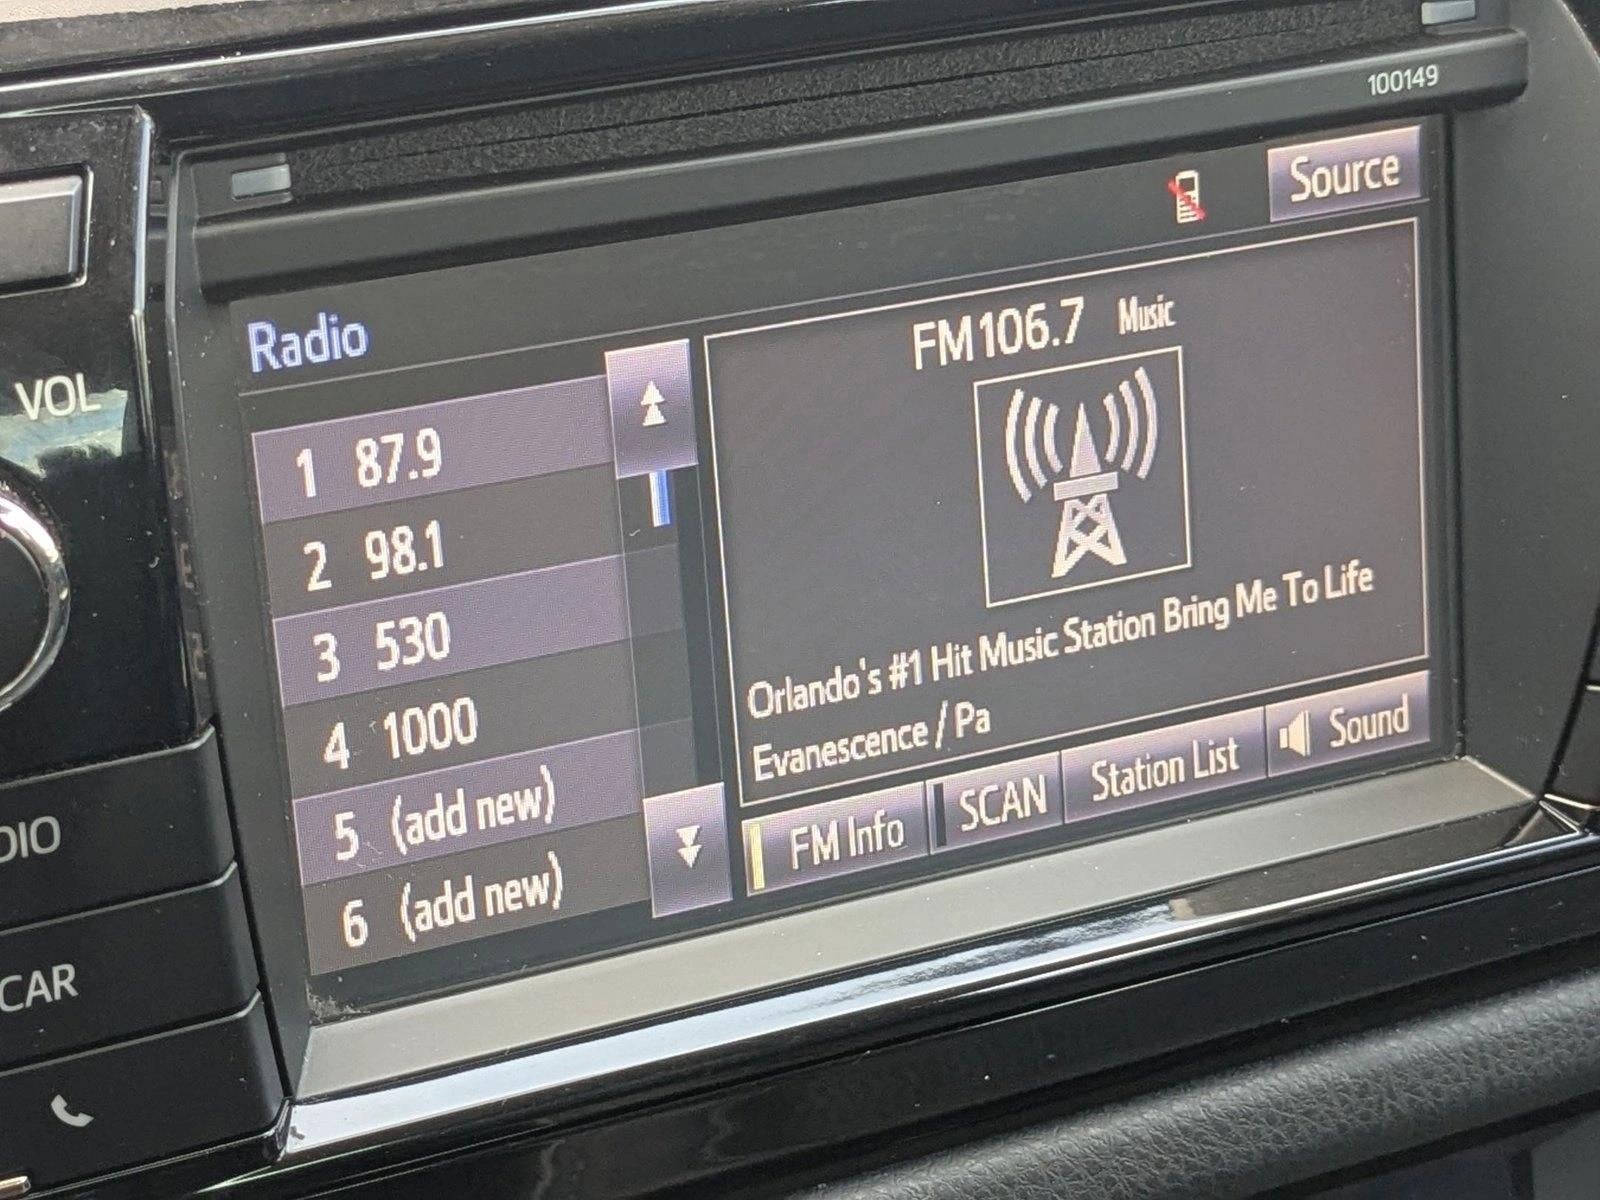 100149
Source
Radio
FM106.7 Music
VOL
1 87.9
2 98.1
3 530
4 1000
5 (add new)
6 (add new)
Orlando's #1 Hit Music Station Bring Me To Life
Evanescence / Pa
FM Info
SCAN
Station List
Sound
DIO
CAR